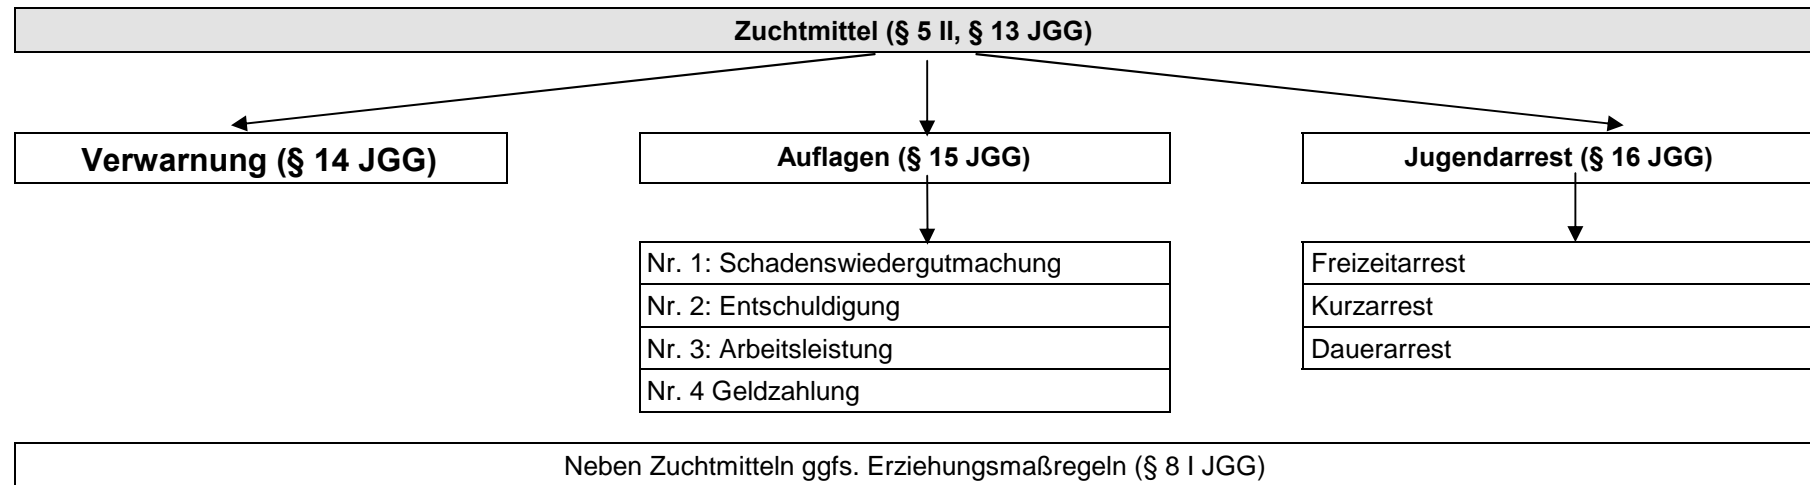 Zuchtmittel (§ 5 II, § 13 JGG)
Verwarnung (§ 14 JGG)
Auflagen (§ 15 JGG)
Jugendarrest (§ 16 JGG)
Nr. 1: Schadenswiedergutmachung
Nr. 2: Entschuldigung
Nr. 3: Arbeitsleistung
Nr. 4 Geldzahlung
Freizeitarrest
Kurzarrest
Dauerarrest
Neben Zuchtmitteln ggfs. Erziehungsmaßregeln (§ 8 I JGG)